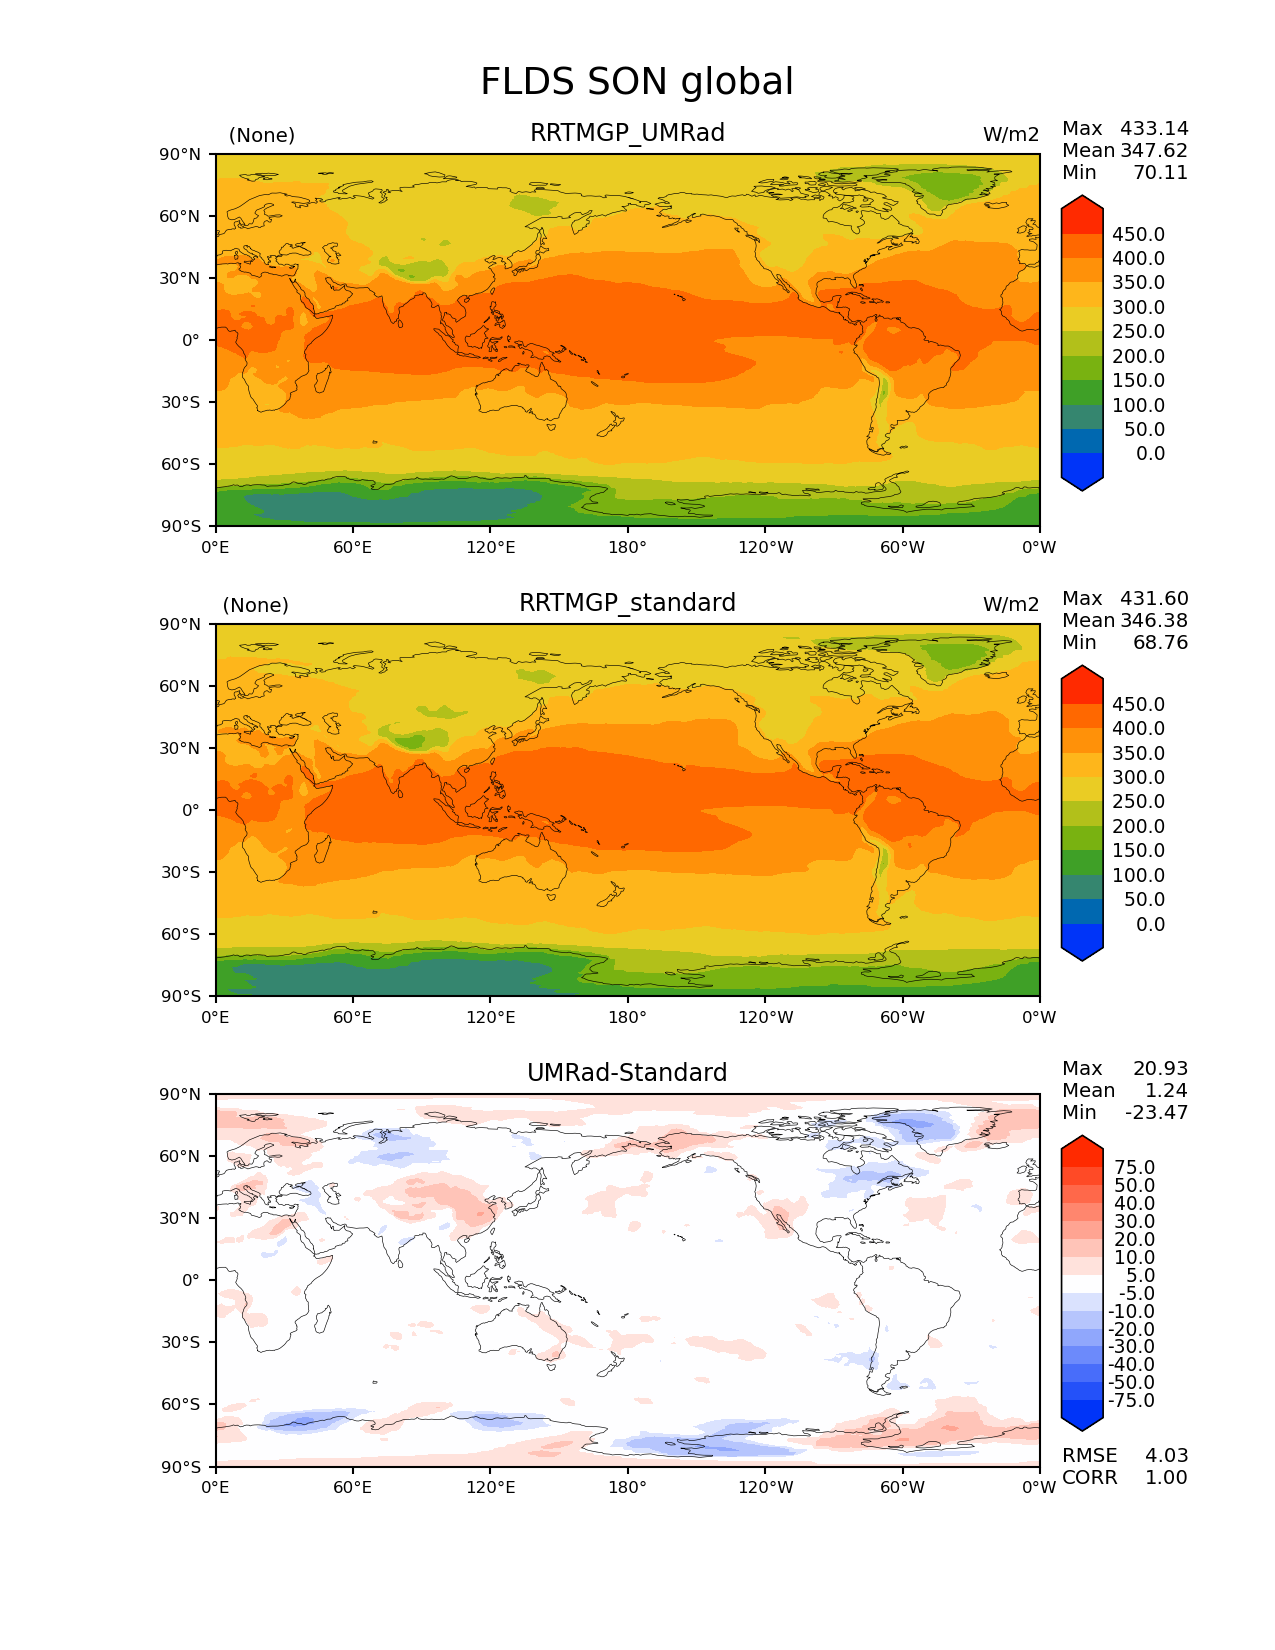 FLDS SON global
(None) RRTMGP_UMRad W/m2
Max 433.14
Mean 347.62
Min 70.11
90°N
60°N
30°N
0°
30°S
60°S
90°S
0°E 60°E 120°E 180° 120°W 60°W 0°W
450.0
400.0
350.0
300.0
250.0
200.0
150.0
100.0
50.0
0.0
(None) RRTMGP_standard W/m2
Max 431.60
Mean 346.38
Min 68.76
90°N
60°N
30°N
0°
30°S
60°S
90°S
0°E 60°E 120°E 180° 120°W 60°W 0°W
450.0
400.0
350.0
300.0
250.0
200.0
150.0
100.0
50.0
0.0
UMRad-Standard
Max 20.93
Mean 1.24
Min -23.47
90°N
60°N
30°N
0°
30°S
60°S
90°S
0°E 60°E 120°E 180° 120°W 60°W 0°W
75.0
50.0
40.0
30.0
20.0
10.0
5.0
-5.0
-10.0
-20.0
-30.0
-40.0
-50.0
-75.0
RMSE 4.03
CORR 1.00